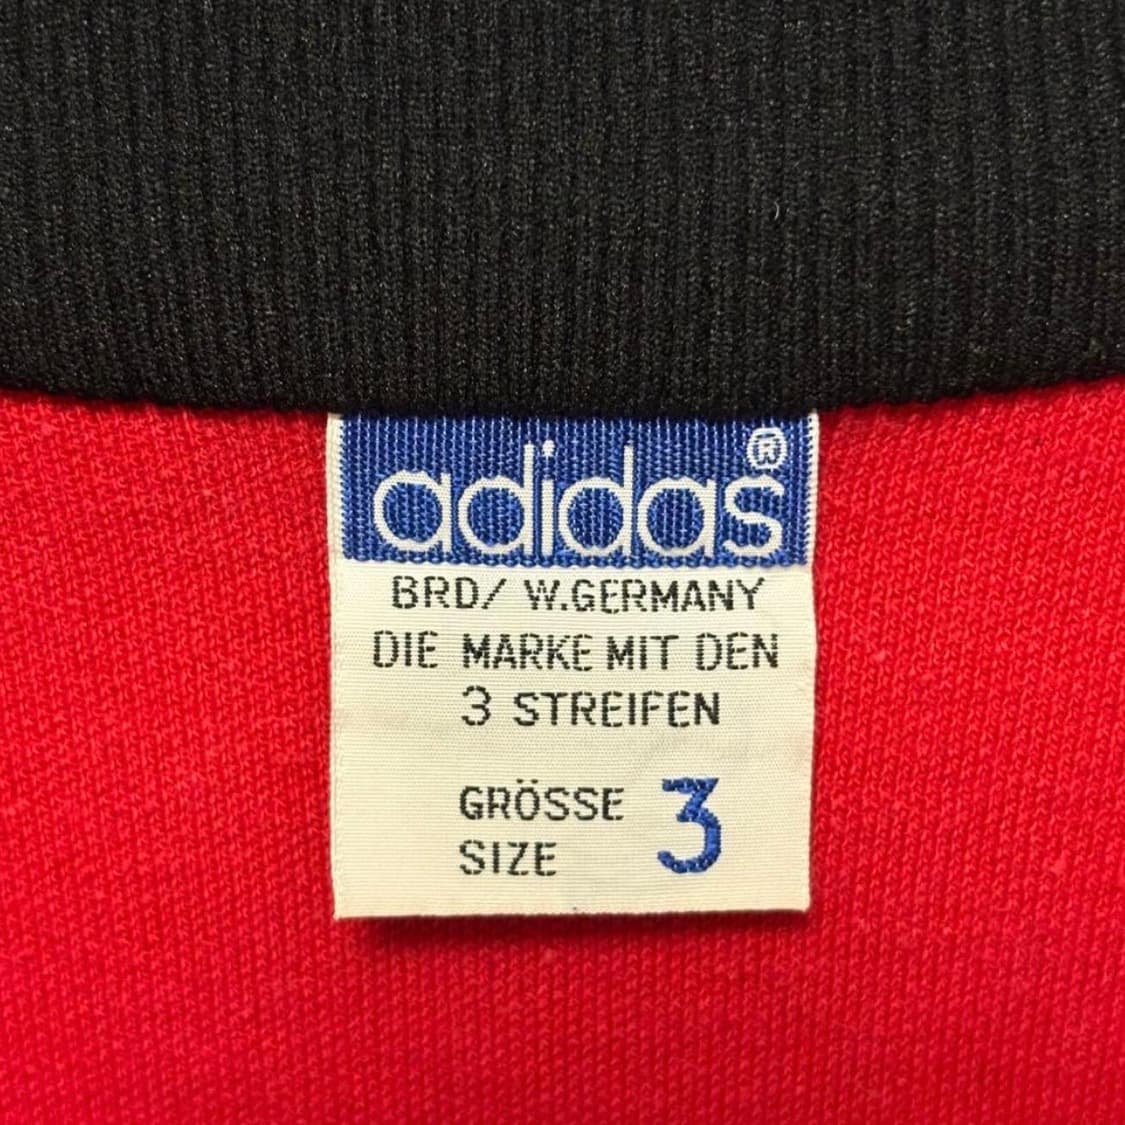 adidas®
BRD/ W.GERMANY
DIE MARKE MIT DEN
3 STREIFEN
GRÖSSE 3
SIZE